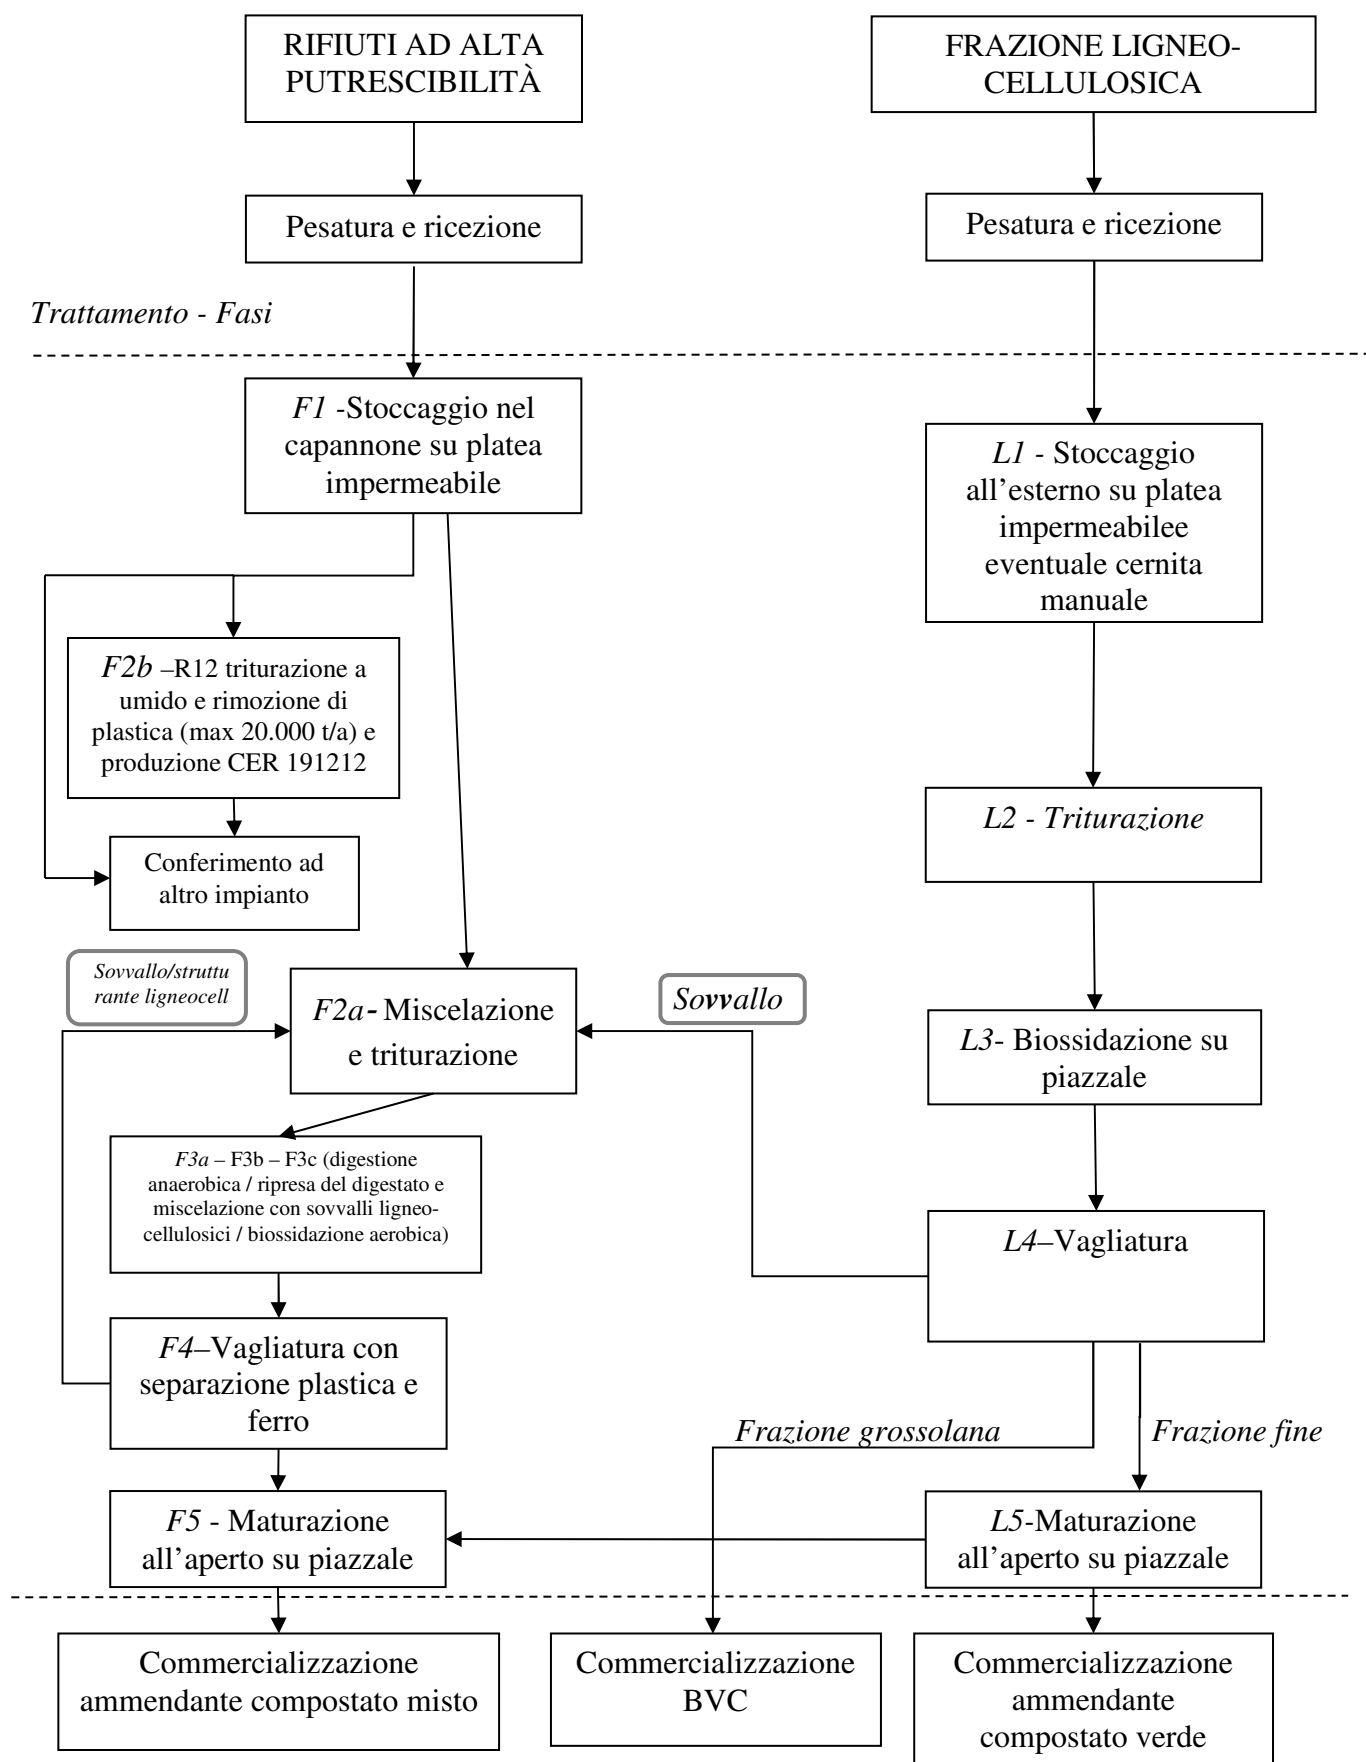 RIFIUTI AD ALTA
PUTRESCIBILITÀ
FRAZIONE LIGNEO-
CELLULOSICA
Pesatura e ricezione
Pesatura e ricezione
Trattamento - Fasi
F1 -Stoccaggio nel
capannone su platea
impermeabile
L1 - Stoccaggio
all’esterno su platea
impermeabilee
eventuale cernita
manuale
F2b –R12 triturazione a
umido e rimozione di
plastica (max 20.000 t/a) e
produzione CER 191212
L2 - Triturazione
Conferimento ad
altro impianto
Sovvallo/struttu
rante ligneocell
F2a- Miscelazione
e triturazione
Sovvallo
L3- Biossidazione su
piazzale
F3a – F3b – F3c (digestione
anaerobica / ripresa del digestato e
miscelazione con sovvalli ligneo-
cellulosici / biossidazione aerobica)
L4–Vagliatura
F4–Vagliatura con
separazione plastica e
ferro
Frazione grossolana
Frazione fine
F5 - Maturazione
all’aperto su piazzale
L5-Maturazione
all’aperto su piazzale
Commercializzazione
ammendante compostato misto
Commercializzazione
BVC
Commercializzazione
ammendante
compostato verde